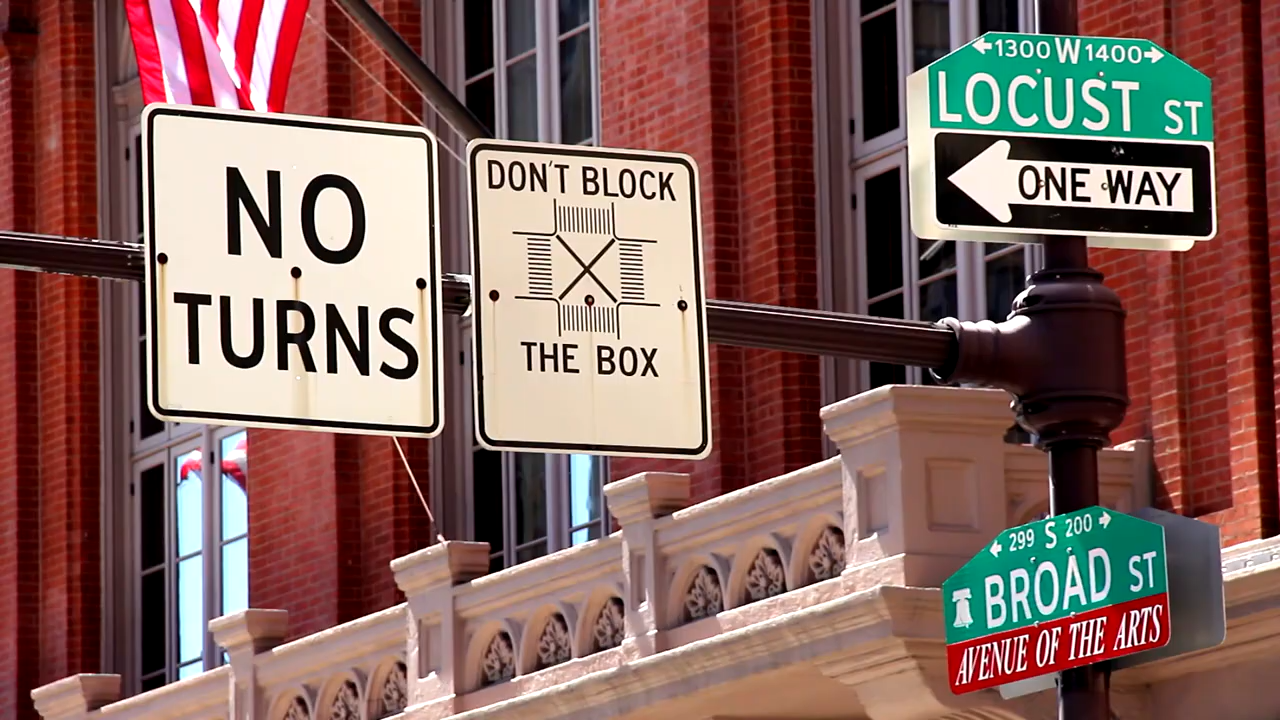 NO
TURNS
DON'T BLOCK
THE BOX
←1300 W 1400→
LOCUST ST
ONE WAY
← 299 S 200 →
BROAD ST
AVENUE OF THE ARTS